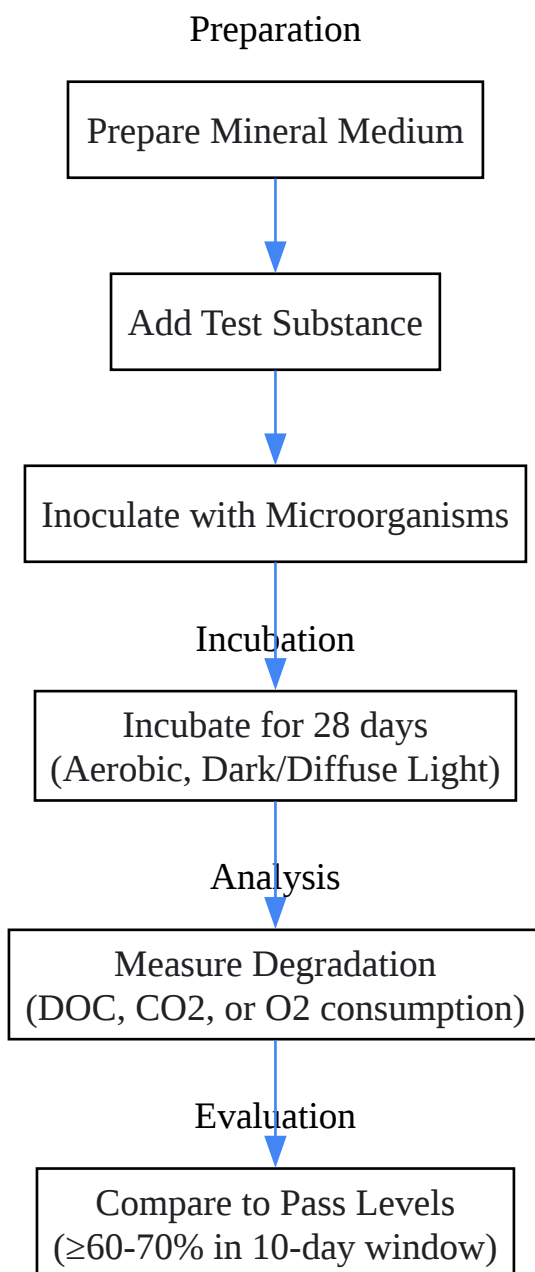 Preparation
Prepare Mineral Medium
Add Test Substance
Inoculate with Microorganisms
Incubation
Incubate for 28 days
(Aerobic, Dark/Diffuse Light)
Analysis
Measure Degradation
(DOC, CO2, or O2 consumption)
Evaluation
Compare to Pass Levels
(≥60-70% in 10-day window)